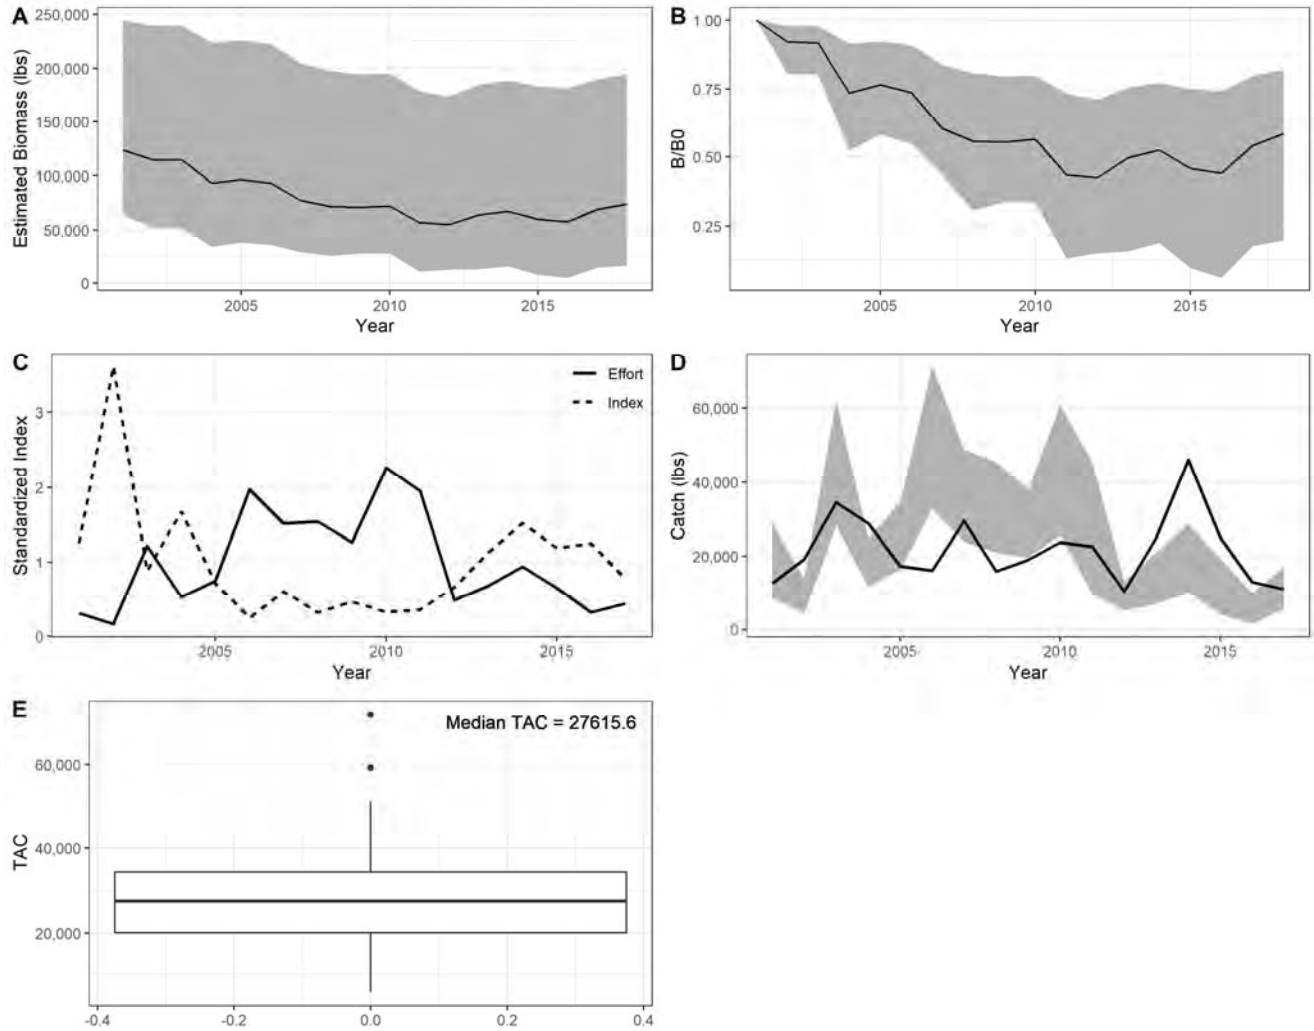 A
Estimated Biomass (lbs)
250,000
200,000
150,000
100,000
50,000
0
2005 2010 2015
Year
B
B/B0
1.00
0.75
0.50
0.25
2005 2010 2015
Year
C
Standardized Index
3
2
1
0
Effort
Index
2005 2010 2015
Year
D
Catch (lbs)
60,000
40,000
20,000
0
2005 2010 2015
Year
E
Median TAC = 27615.6
TAC
60,000
40,000
20,000
-0.4 -0.2 0.0 0.2 0.4